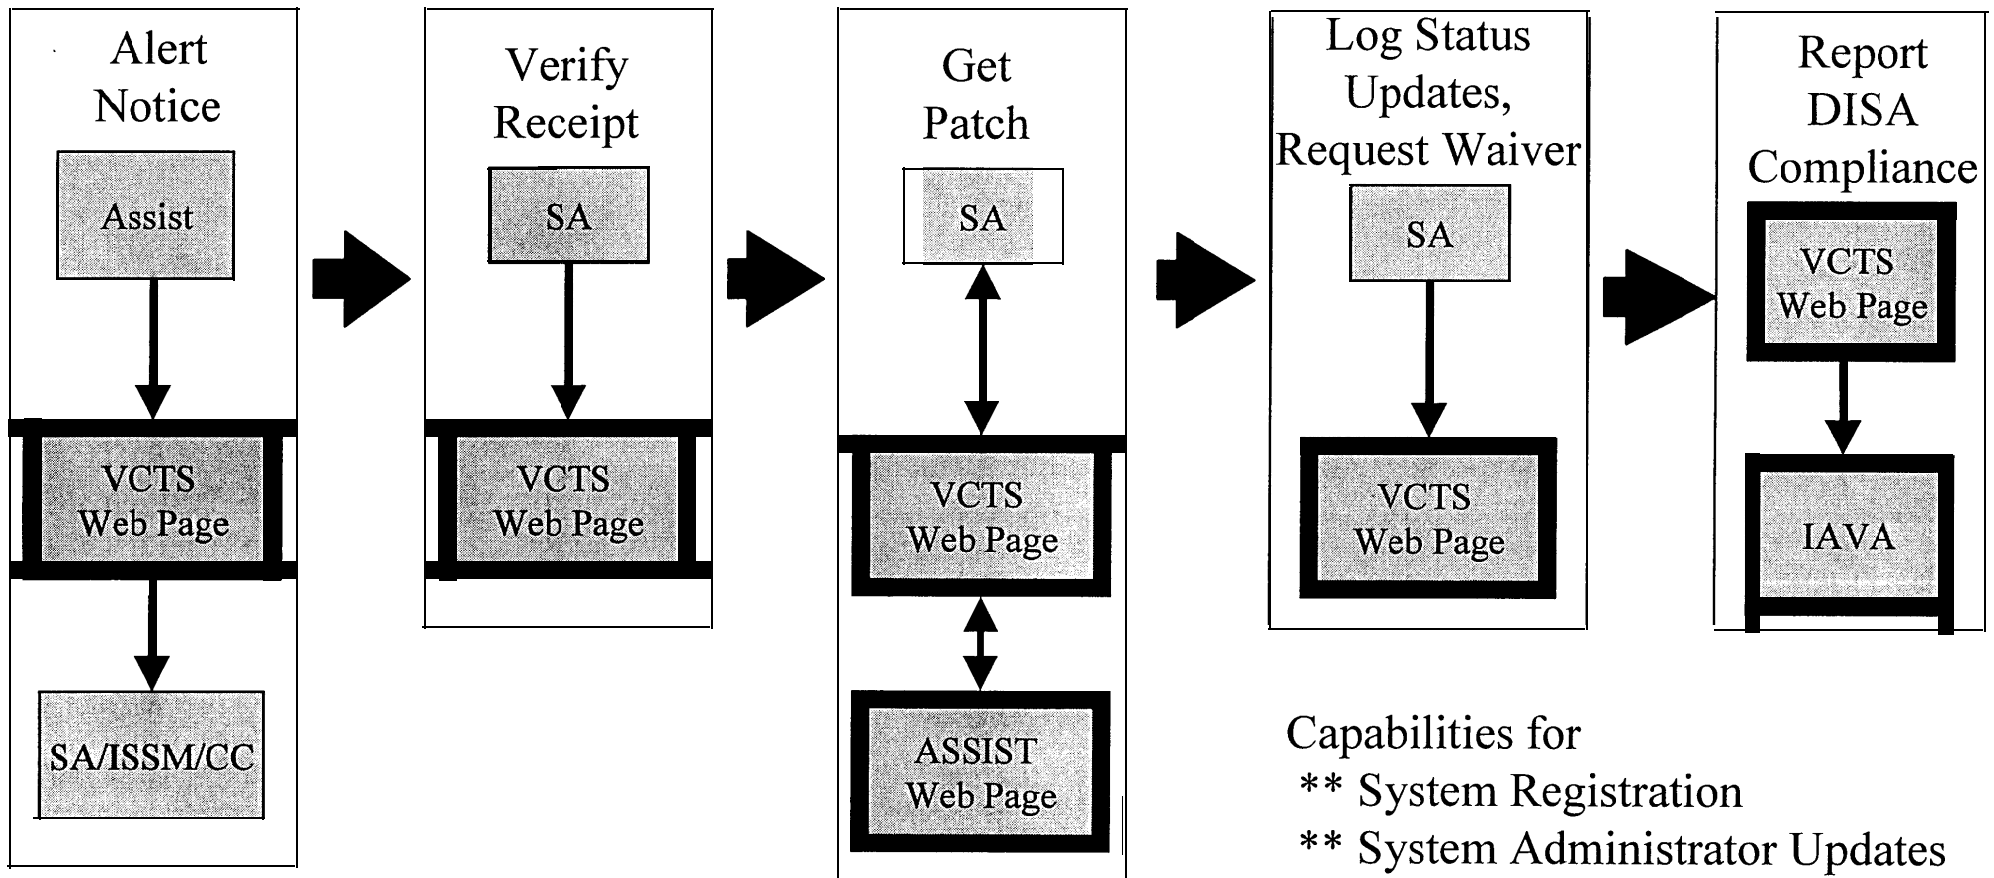 Alert
Notice
Assist
VCTS
Web Page
SA/ISSM/CC
Verify
Receipt
SA
VCTS
Web Page
Get
Patch
SA
VCTS
Web Page
ASSIST
Web Page
Log Status
Updates,
Request Waiver
SA
VCTS
Web Page
Report
DISA
Compliance
VCTS
Web Page
IAVA
Capabilities for
** System Registration
** System Administrator Updates